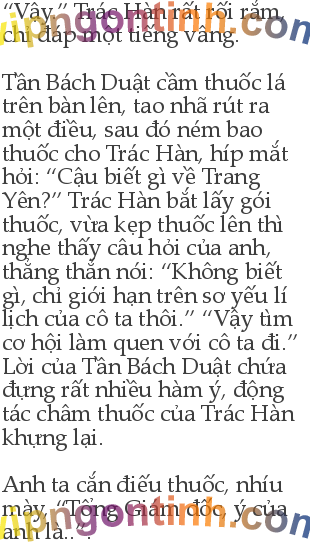 “Vậy,” Trác Hàn rất rối rắm,
chỉ đáp một tiếng vâng.
Tần Bách Duật cầm thuốc lá
trên bàn lên, tao nhã rút ra
một điều, sau đó ném bao
thuốc cho Trác Hàn, híp mắt
hỏi: “Cậu biết gì về Trang
Yên?” Trác Hàn bắt lấy gói
thuốc, vừa kẹp thuốc lên thì
nghe thấy câu hỏi của anh,
thẳng thắn nói: “Không biết
gì, chỉ giới hạn trên sơ yếu lí
lịch của cô ta thôi.” “Vậy tìm
cơ hội làm quen với cô ta đi.”
Lời của Tần Bách Duật chứa
đựng rất nhiều hàm ý, động
tác châm thuốc của Trác Hàn
khựng lại.
Anh ta cắn điếu thuốc, nhíu
mày, “Tổng Giám đốc, ý của
anh là..”.
vipngontinh.com
vipngontinh.com